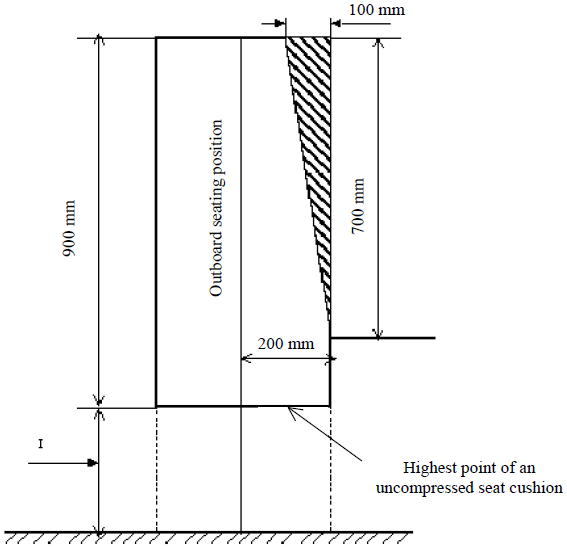 100 mm
900 mm
Outboard seating position
700 mm
200 mm
I
Highest point of an
uncompressed seat cushion